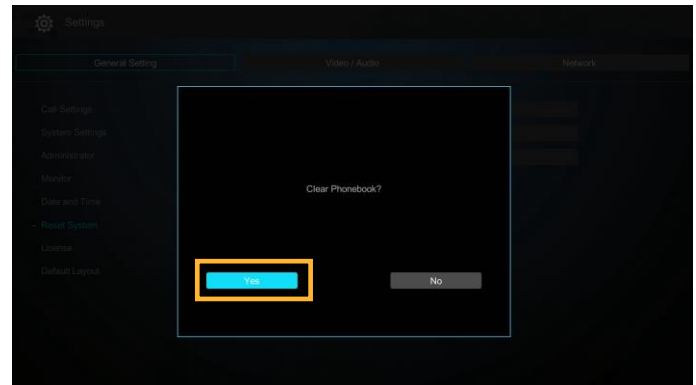 Settings
General Setting
Video / Audio
Network
Call Settings
System Settings
Administrator
Monitor
Date and Time
- Reset System
License
Default Layout
Clear Phonebook?
Yes
No